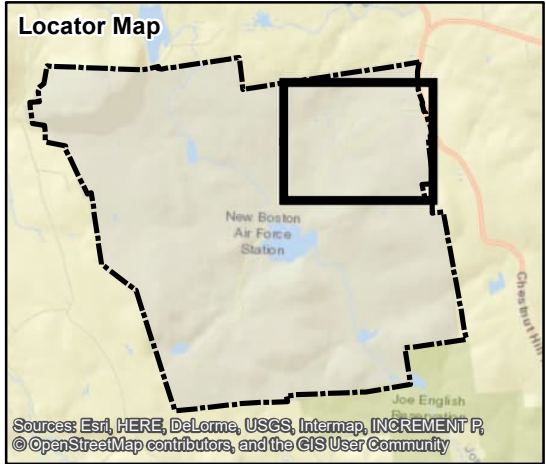 Locator Map
New Boston
Air Force
Station
Chestnut Hill
Joe English
Reservation
Sources: Esri, HERE, DeLorme, USGS, Intermap, INCREMENT P,
© OpenStreetMap contributors, and the GIS User Community